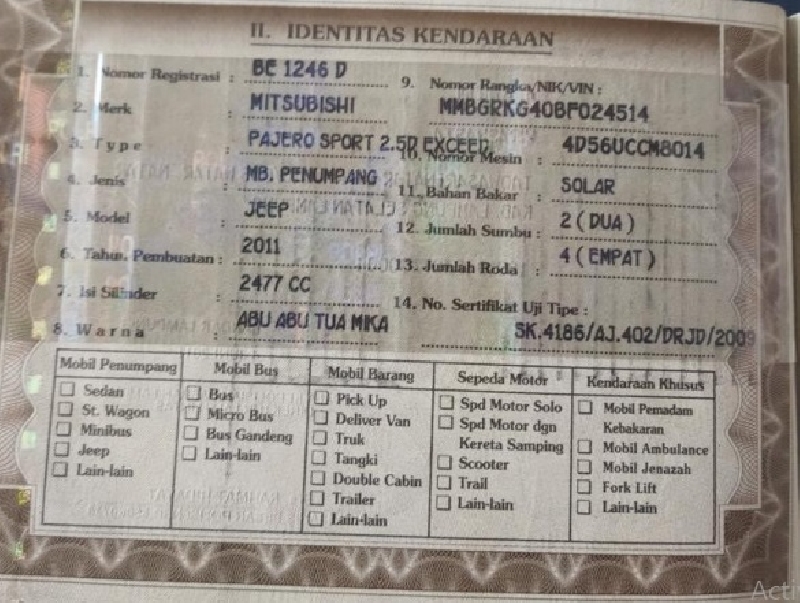 II. IDENTITAS KENDARAAN
1. Nomor Registrasi : BE 1246 D
2. Merk : MITSUBISHI
3. Type : PAJERO SPORT 2.5D EXCEED
4. Jenis : MB. PENUMPANG
5. Model : JEEP
6. Tahun Pembuatan : 2011
7. Isi Silinder : 2477 CC
8. Warna : ABU ABU TUA MIKA
9. Nomor Rangka/NIK/VIN :
MMBGRKG40BF024514
10. Nomor Mesin : 4D56UCCM8014
11. Bahan Bakar : SOLAR
12. Jumlah Sumbu : 2 ( DUA )
13. Jumlah Roda : 4 ( EMPAT )
14. No. Sertifikat Uji Tipe :
SK.4186/AJ.402/DRJD/2009
Mobil Penumpang
Sedan
St. Wagon
Minibus
Jeep
Lain-lain
Mobil Bus
Bus
Micro Bus
Bus Gandeng
Lain-lain
Mobil Barang
Pick Up
Deliver Van
Truk
Tangki
Double Cabin
Trailer
Lain-lain
Sepeda Motor
Spd Motor Solo
Spd Motor dgn
Kereta Samping
Scooter
Trail
Lain-lain
Kendaraan Khusus
Mobil Pemadam
Kebakaran
Mobil Ambulance
Mobil Jenazah
Fork Lift
Lain-lain
Acti